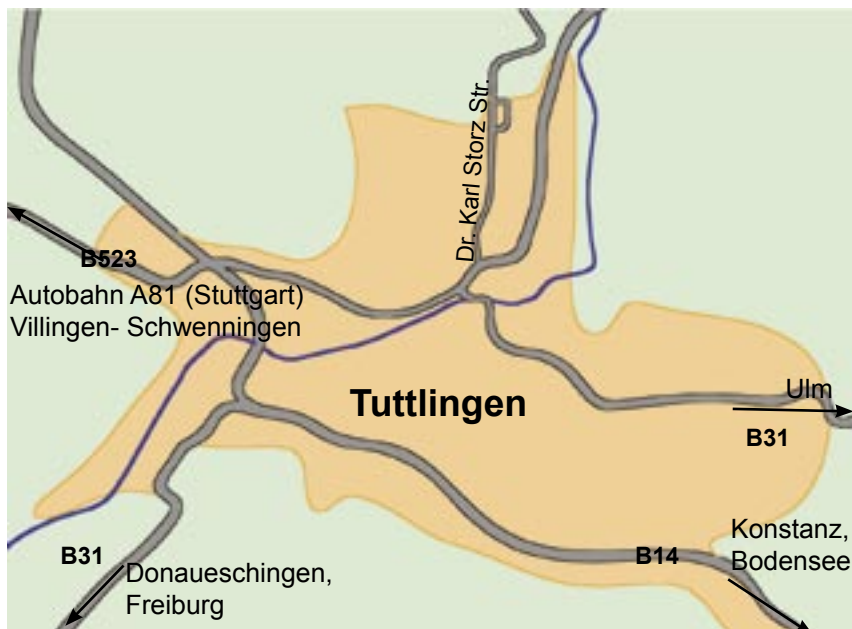 Dr. Karl Storz Str.
B523
Autobahn A81 (Stuttgart)
Villingen- Schwenningen
Tuttlingen
Ulm
B31
B31
Donaueschingen,
Freiburg
B14
Konstanz,
Bodensee